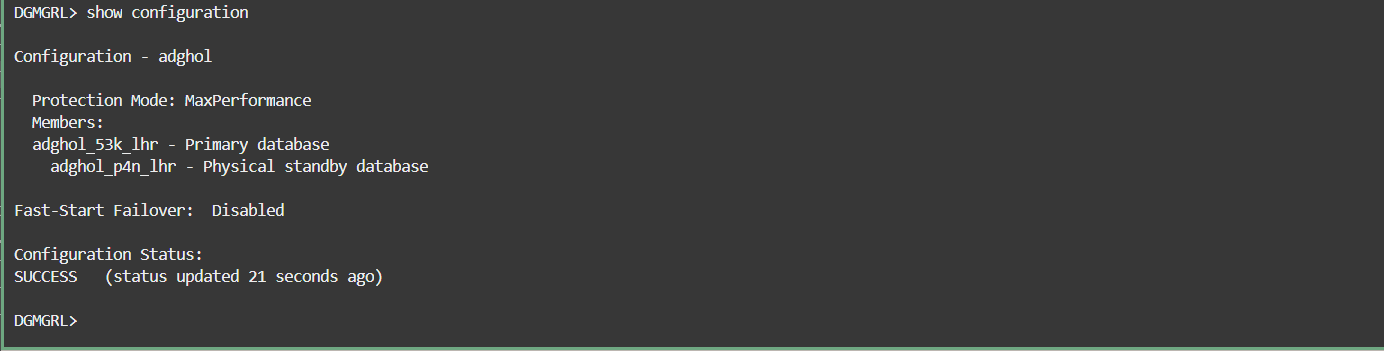 DGMGRL> show configuration
Configuration - adghol
Protection Mode: MaxPerformance
Members:
adghol_53k_lhr - Primary database
adghol_p4n_lhr - Physical standby database
Fast-Start Failover:  Disabled
Configuration Status:
SUCCESS   (status updated 21 seconds ago)
DGMGRL>